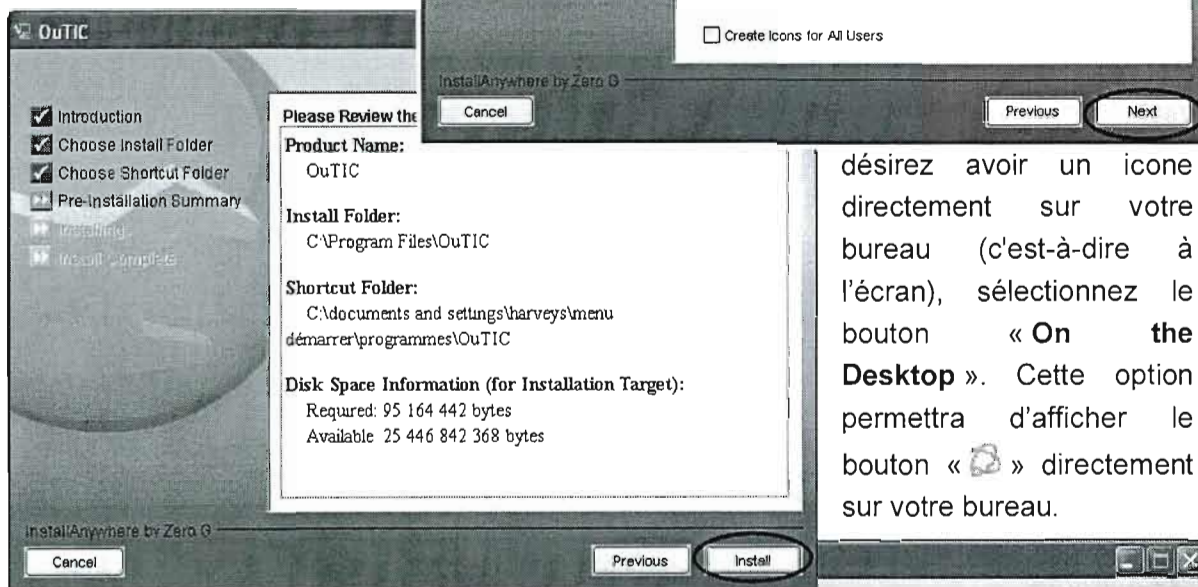 Create Icons for All Users
InstallAnywhere by Zero G
Cancel
Previous
Next
OuTIC
Introduction
Choose Install Folder
Choose Shortcut Folder
Pre-Installation Summary
Installing...
Install Complete
Please Review the
Product Name:
OuTIC
Install Folder:
C:\Program Files\OuTIC
Shortcut Folder:
C:\documents and settings\harveys\menu
démarrer\programmes\OuTIC
Disk Space Information (for Installation Target):
Required: 95 164 442 bytes
Available 25 446 842 368 bytes
InstallAnywhere by Zero G
Cancel
Previous
Install
désirez avoir un icone
directement sur votre
bureau (c'est-à-dire à
l'écran), sélectionnez le
bouton « On the
Desktop ». Cette option
permettra d'afficher le
bouton « » directement
sur votre bureau.